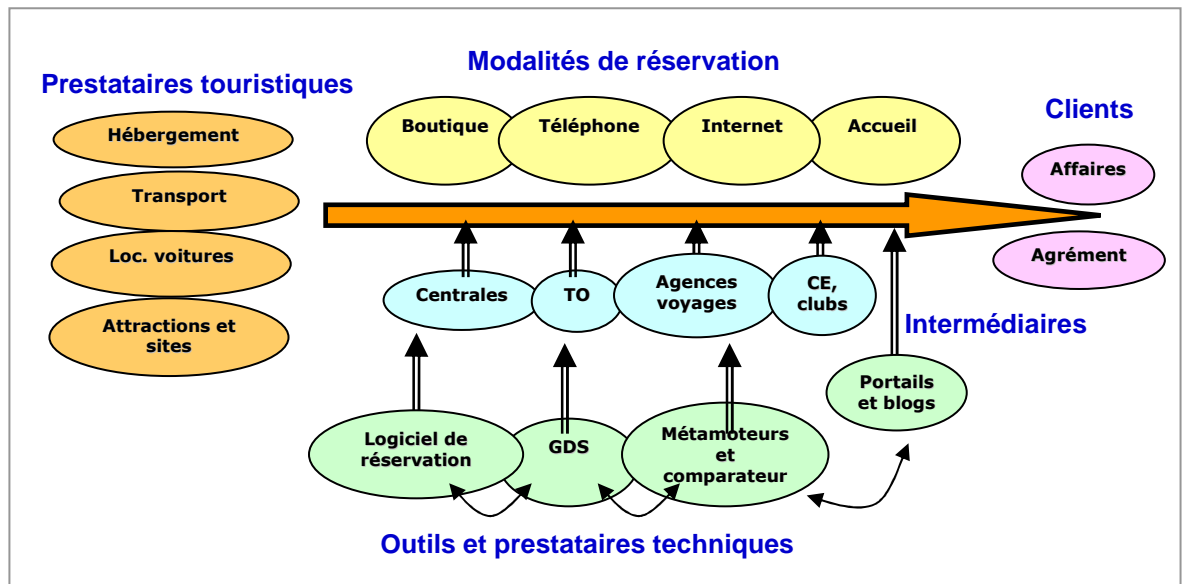 Modalités de réservation
Prestataires touristiques
Clients
Hébergement
Transport
Loc. voitures
Attractions et
sites
Boutique
Téléphone
Internet
Accueil
Affaires
Agrément
Centrales
TO
Agences
voyages
CE,
clubs
Intermédiaires
Portails
et blogs
Logiciel de
réservation
GDS
Métamoteurs
et
comparateur
Outils et prestataires techniques